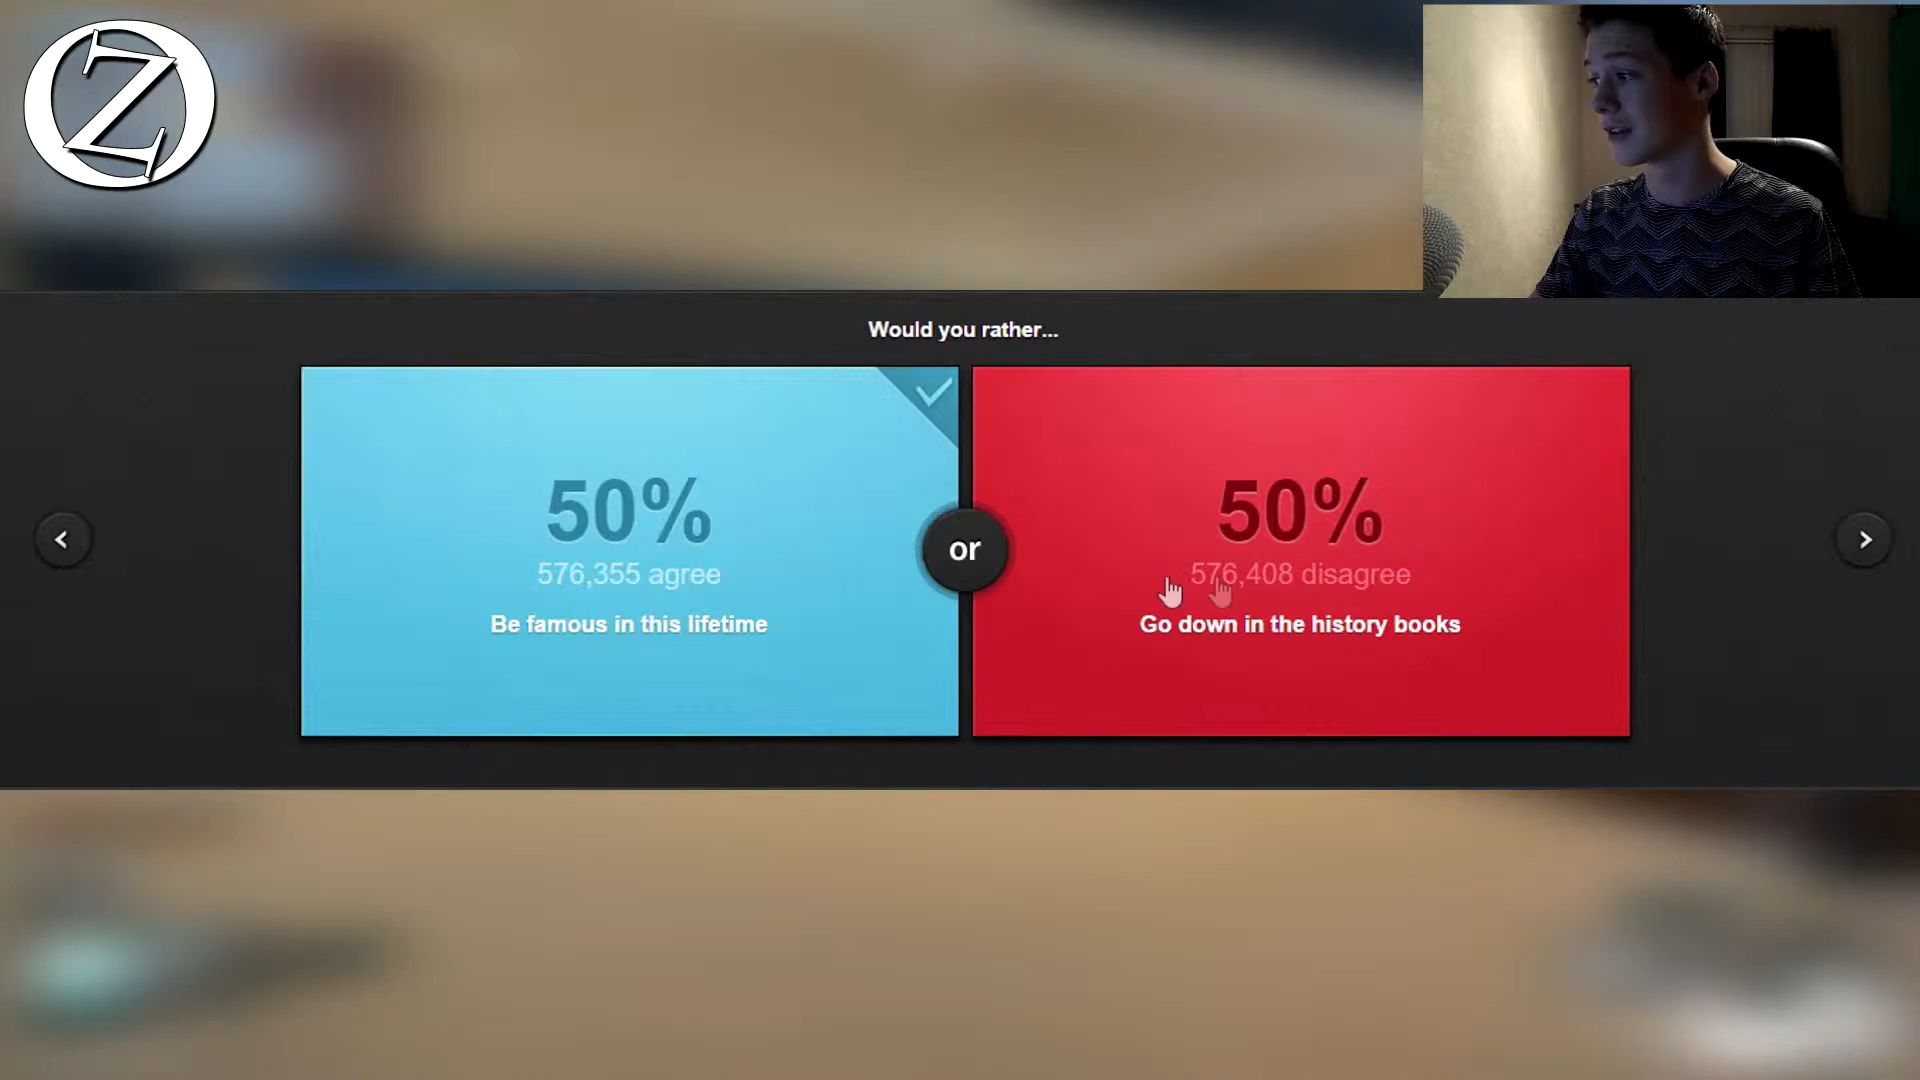 OZ
Would you rather...
50%
576,355 agree
Be famous in this lifetime
or
50%
576,408 disagree
Go down in the history books